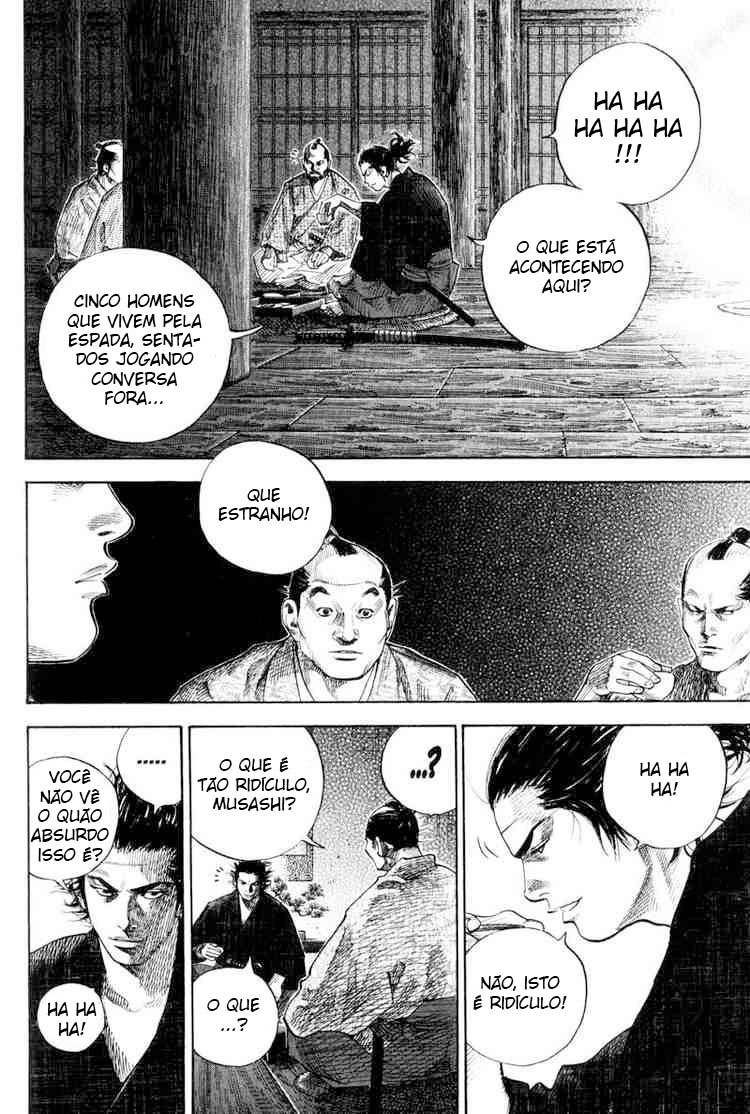 HA HA
HA HA HA
!!!
O QUE ESTÁ
ACONTECENDO
AQUI?
CINCO HOMENS
QUE VIVEM PELA
ESPADA, SENTA-
DOS JOGANDO
CONVERSA
FORA...
QUE
ESTRANHO!
HA HA
HA!
NÃO, ISTO
É RIDÍCULO!
...?
O QUE É
TÃO RIDÍCULO,
MUSASHI?
O QUE
...?
.....
VOCÊ
NÃO VÊ
O QUÃO
ABSURDO
ISSO É?
HA HA
HA!